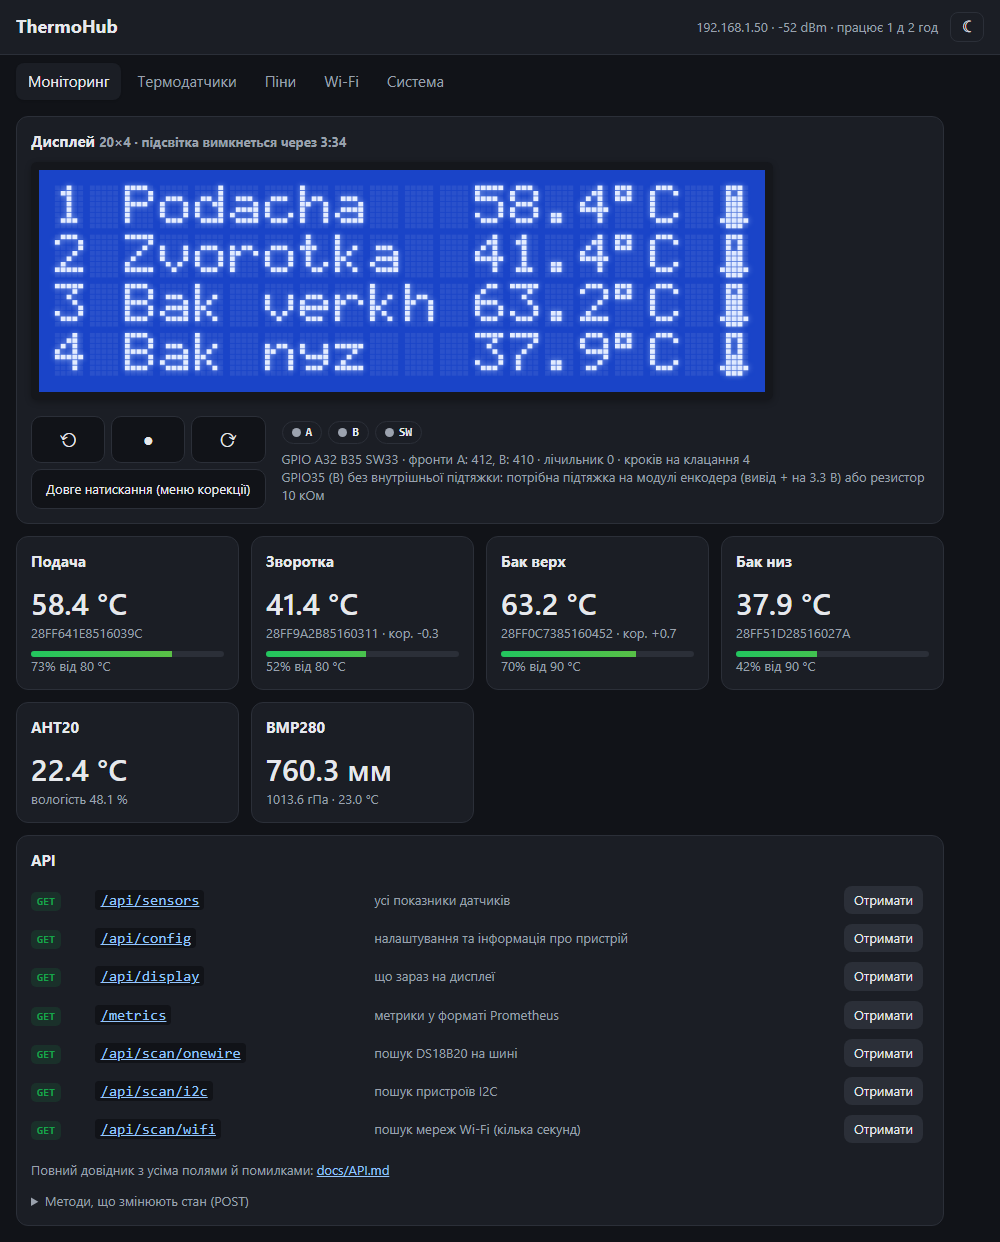 ThermoHub
192.168.1.50 · -52 dBm · працює 1 д 2 год
Моніторинг Термодатчики Піни Wi-Fi Система
Дисплей 20×4 · підсвітка вимкнеться через 3:34
1 Podacha 58.4°C
2 Zvorotka 41.4°C
3 Bak verkh 63.2°C
4 Bak nyz 37.9°C
A B SW
GPIO A32 B35 SW33 · фронти A: 412, B: 410 · лічильник 0 · кроків на клацання 4
GPIO35 (B) без внутрішньої підтяжки: потрібна підтяжка на модулі енкодера (вивід + на 3.3 В) або резистор
10 кОм
Довге натискання (меню корекції)
Подача
58.4 °C
28FF641E8516039C
73% від 80 °C
Зворотка
41.4 °C
28FF9A2B85160311 · кор. -0.3
52% від 80 °C
Бак верх
63.2 °C
28FF0C7385160452 · кор. +0.7
70% від 90 °C
Бак низ
37.9 °C
28FF51D28516027A
42% від 90 °C
AHT20
22.4 °C
вологість 48.1 %
BMP280
760.3 мм
1013.6 гПа · 23.0 °C
API
GET /api/sensors усі показники датчиків Отримати
GET /api/config налаштування та інформація про пристрій Отримати
GET /api/display що зараз на дисплеї Отримати
GET /metrics метрики у форматі Prometheus Отримати
GET /api/scan/onewire пошук DS18B20 на шині Отримати
GET /api/scan/i2c пошук пристроїв I2C Отримати
GET /api/scan/wifi пошук мереж Wi-Fi (кілька секунд) Отримати
Повний довідник з усіма полями й помилками: docs/API.md
Методи, що змінюють стан (POST)